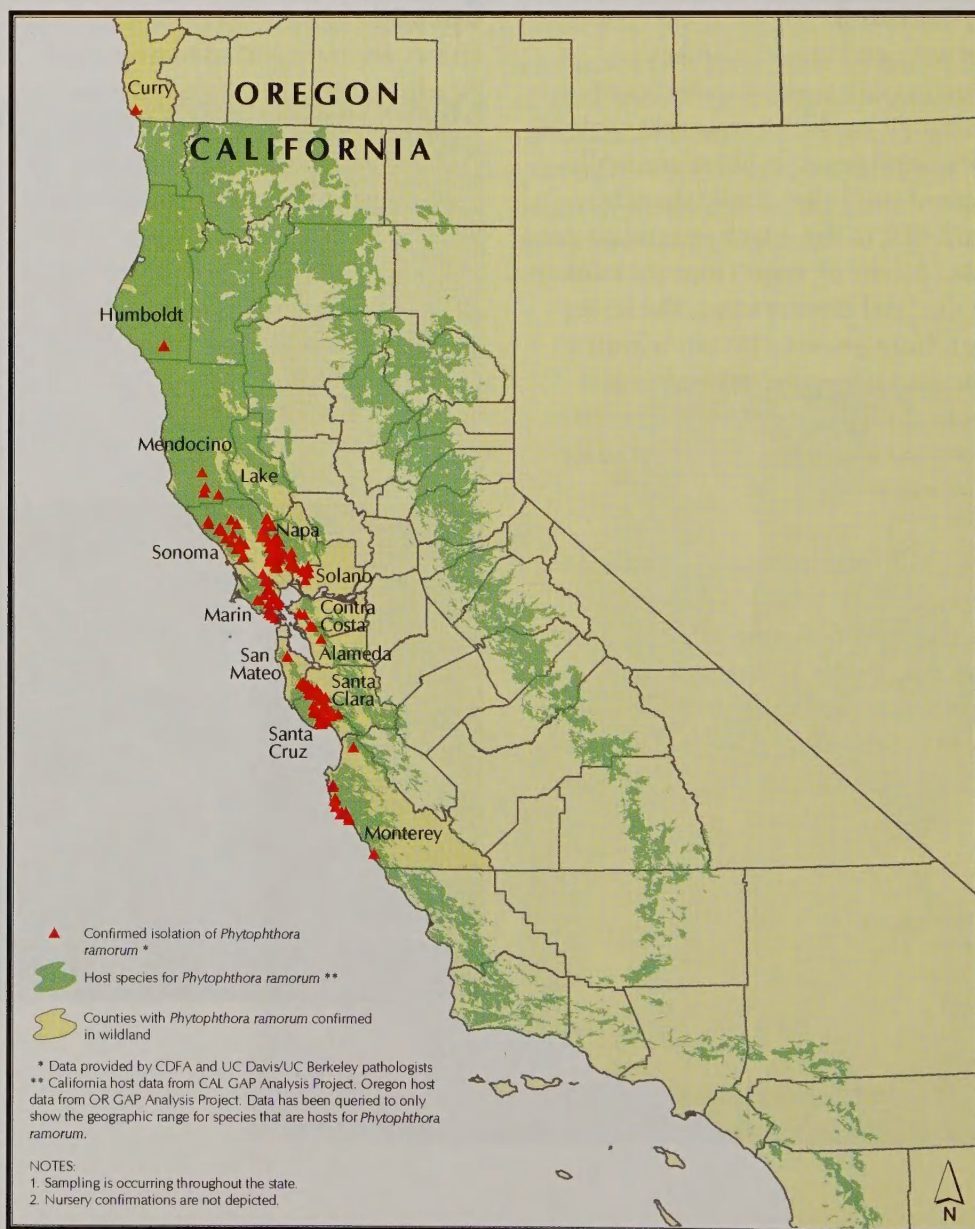 Curry
OREGON
CALIFORNIA
Humboldt
Mendocino
Lake
Napa
Sonoma
Solano
Marin
Contra
Costa
Alameda
San
Mateo
Santa
Clara
Santa
Cruz
Monterey
Confirmed isolation of Phytophthora
ramorum *
Host species for Phytophthora ramorum **
Counties with Phytophthora ramorum confirmed
in wildland
* Data provided by CDFA and UC Davis/UC Berkeley pathologists
** California host data from CAL GAP Analysis Project. Oregon host
data from OR GAP Analysis Project. Data has been queried to only
show the geographic range for species that are hosts for Phytophthora
ramorum.
NOTES:
1. Sampling is occurring throughout the state.
2. Nursery confirmations are not depicted.
N